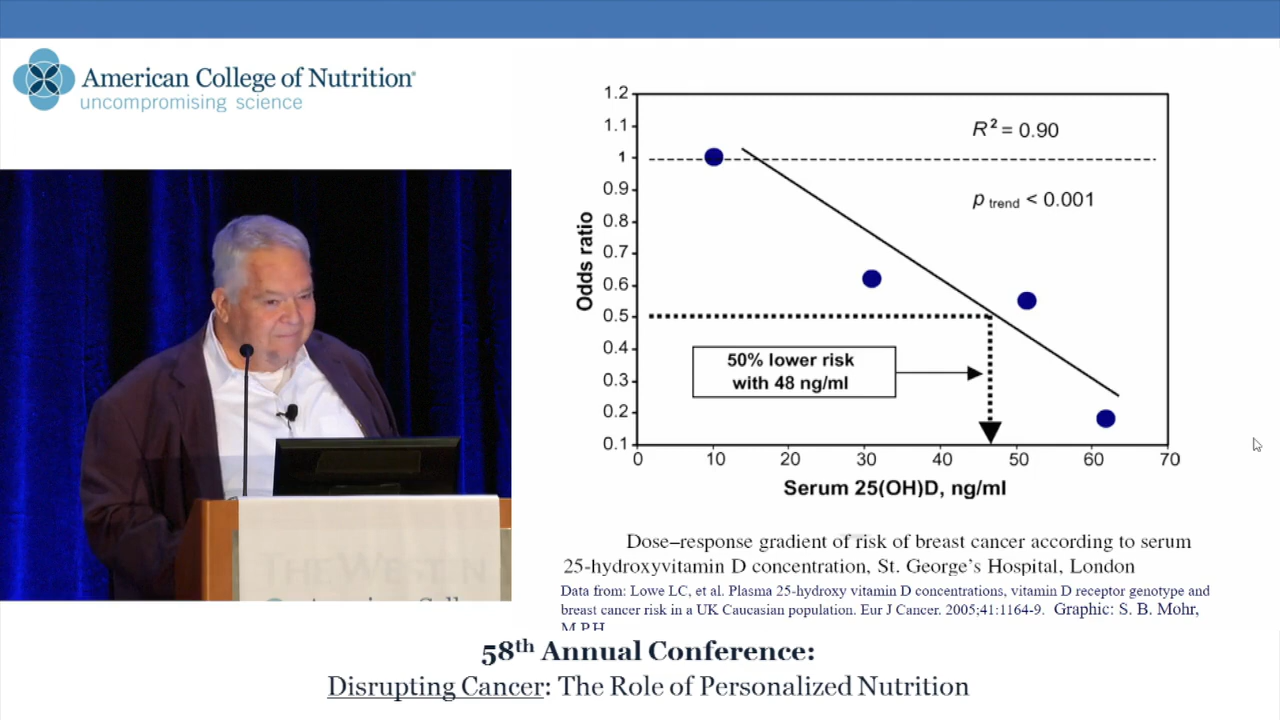 American College of Nutrition
uncompromising science
1.2
1.1
1
0.9
0.8
0.7
0.6
0.5
0.4
0.3
0.2
0.1
Odds ratio
R² = 0.90
p trend < 0.001
50% lower risk
with 48 ng/ml
0 10 20 30 40 50 60 70
Serum 25(OH)D, ng/ml
Dose–response gradient of risk of breast cancer according to serum
25-hydroxyvitamin D concentration, St. George's Hospital, London
Data from: Lowe LC, et al. Plasma 25-hydroxy vitamin D concentrations, vitamin D receptor genotype and
breast cancer risk in a UK Caucasian population. Eur J Cancer. 2005;41:1164-9. Graphic: S. B. Mohr,
M.P.H.
THE WESTIN
American Coll
58th Annual Conference:
Disrupting Cancer: The Role of Personalized Nutrition